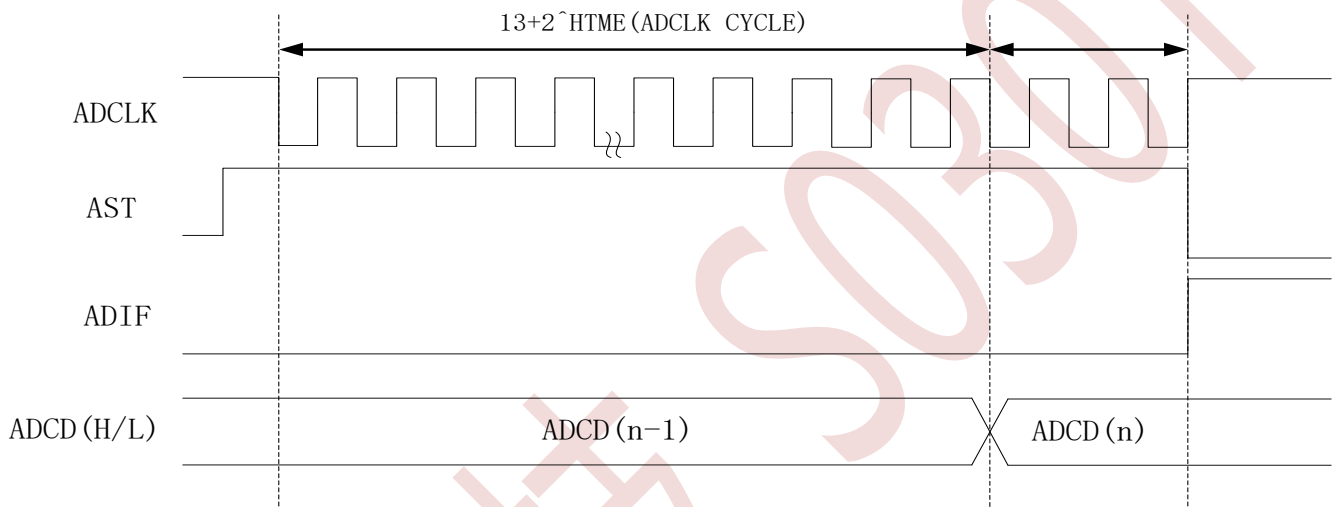 13+2^HTME(ADCLK CYCLE)
ADCLK
AST
ADIF
ADCD(H/L)
ADCD(n-1)
ADCD(n)